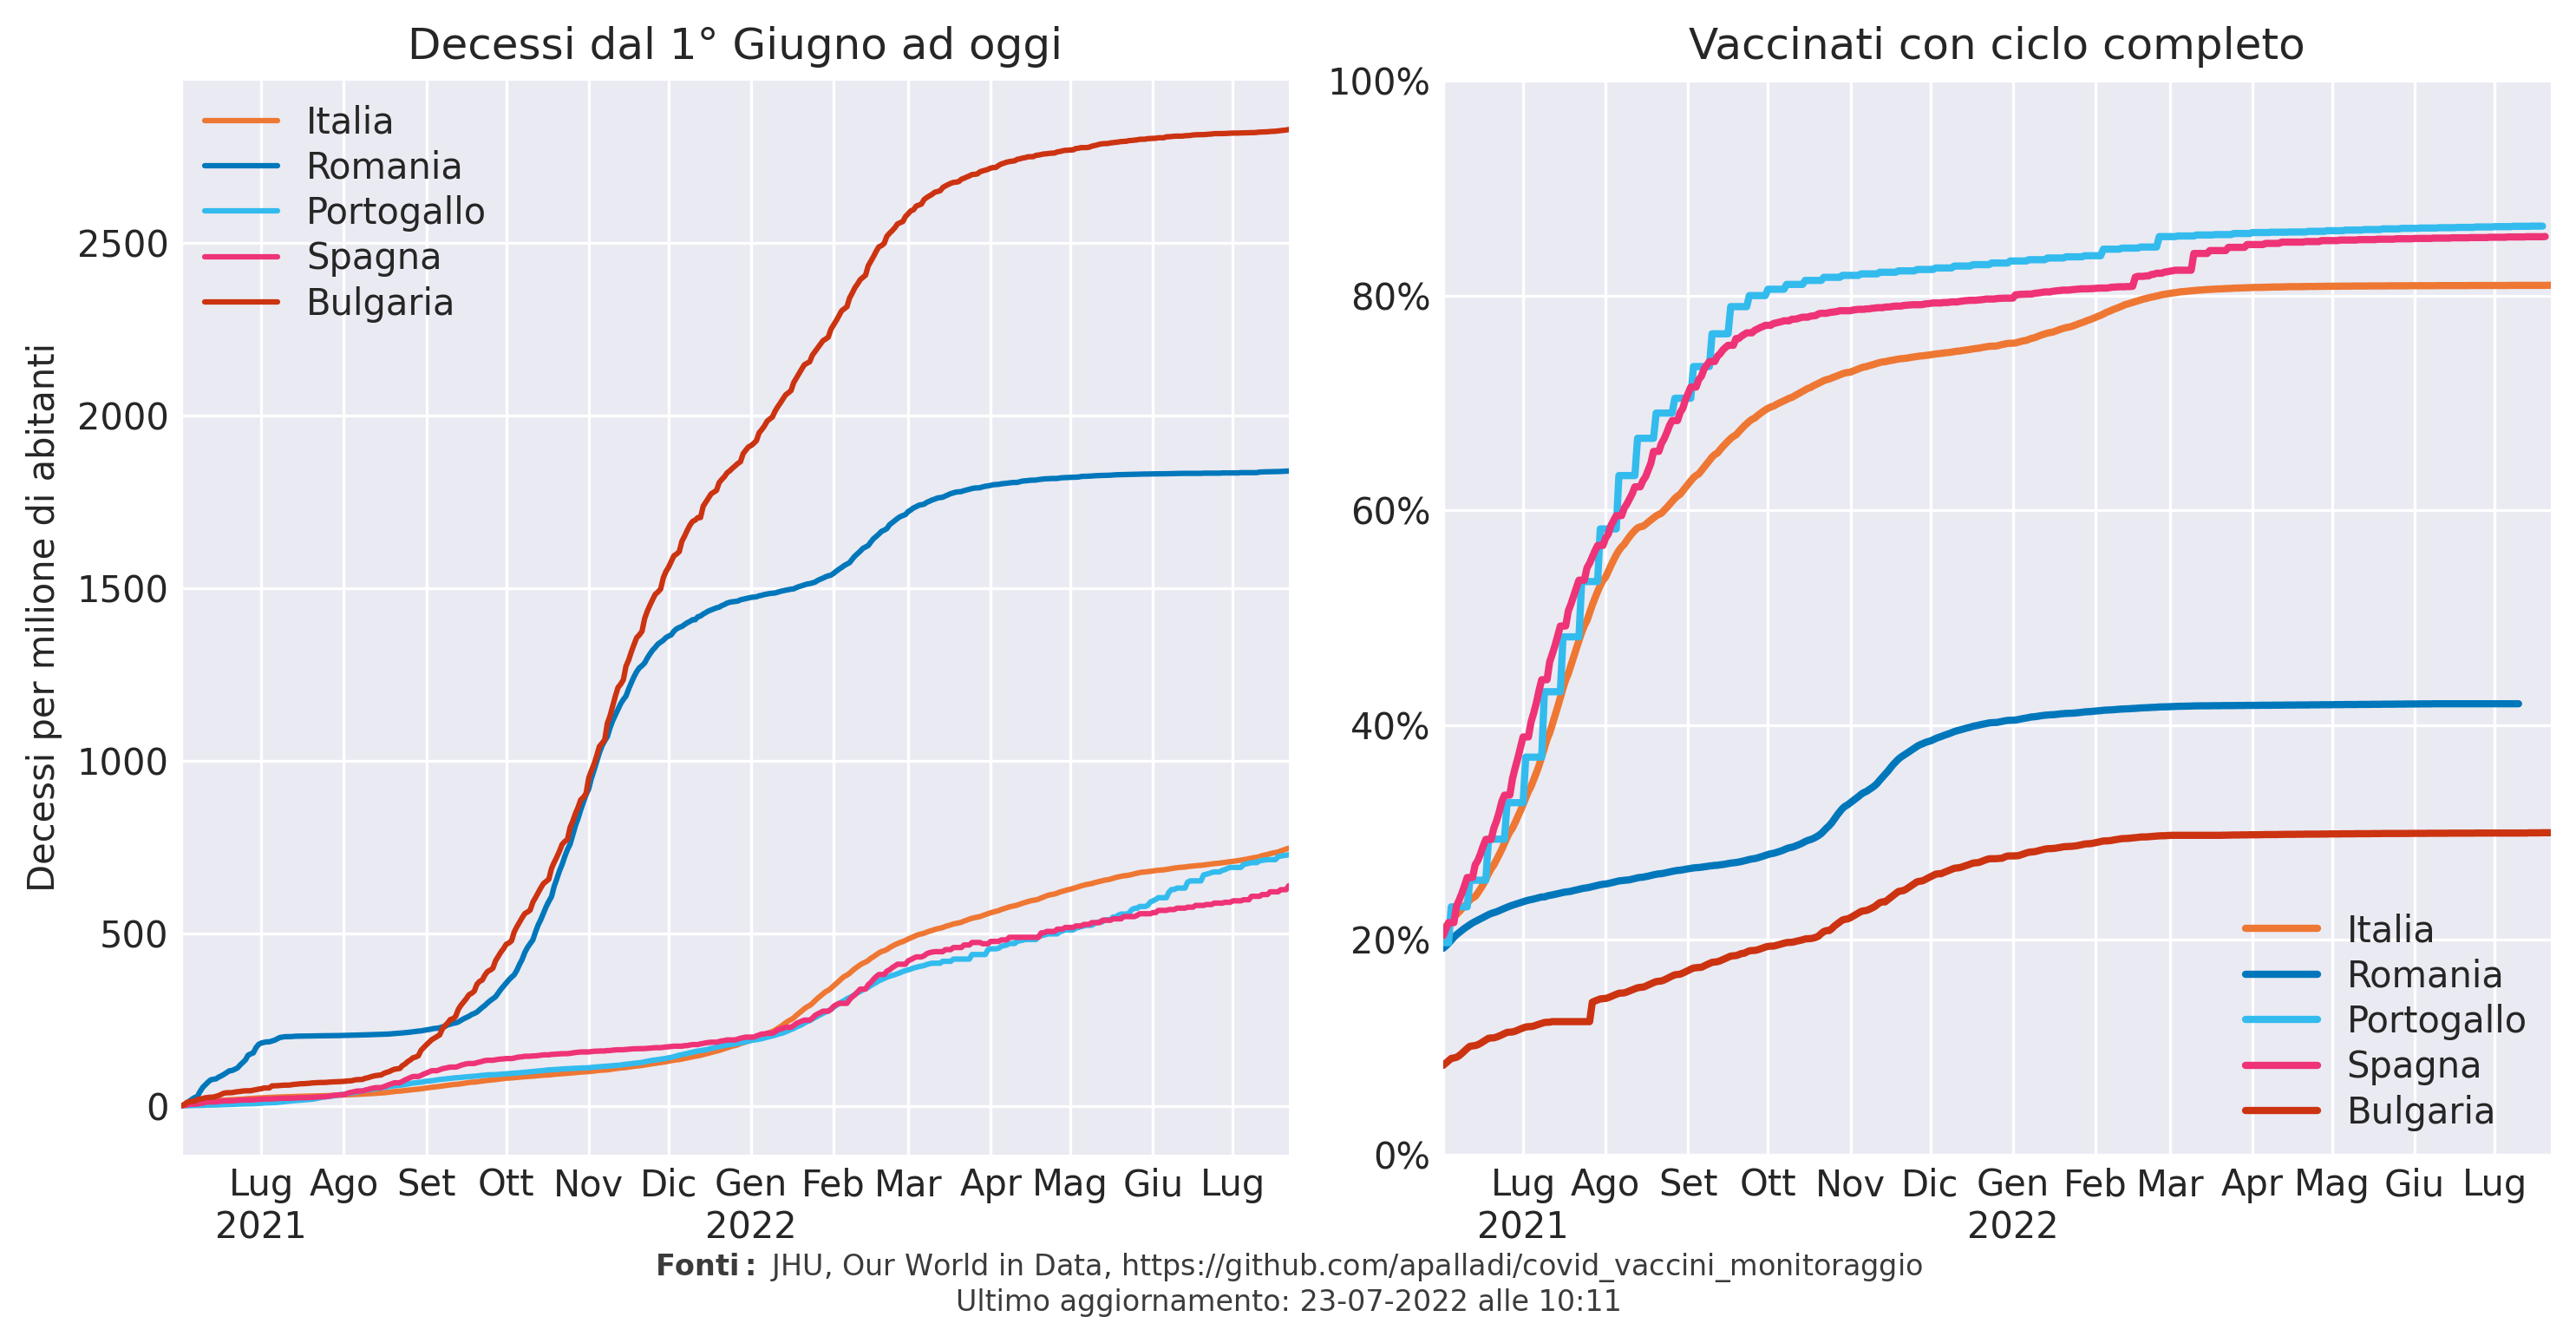 Decessi dal 1° Giugno ad oggi
Decessi per milione di abitanti
2500
2000
1500
1000
500
0
Italia
Romania
Portogallo
Spagna
Bulgaria
Lug Ago Set Ott Nov Dic Gen Feb Mar Apr Mag Giu Lug
2021 2022
Vaccinati con ciclo completo
100%
80%
60%
40%
20%
0%
Italia
Romania
Portogallo
Spagna
Bulgaria
Lug Ago Set Ott Nov Dic Gen Feb Mar Apr Mag Giu Lug
2021 2022
Fonti: JHU, Our World in Data, https://github.com/apalladi/covid_vaccini_monitoraggio
Ultimo aggiornamento: 23-07-2022 alle 10:11